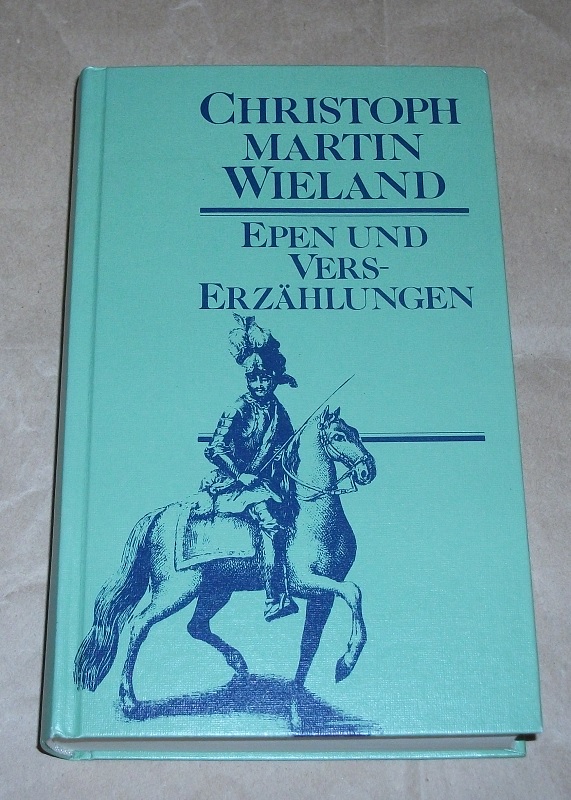 CHRISTOPH
MARTIN
WIELAND
EPEN UND
VERS-
ERZÄHLUNGEN